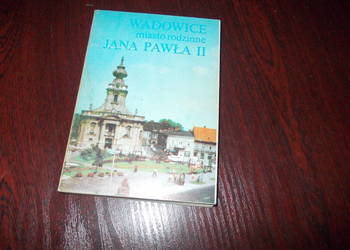 WADOWICE
miasto rodzinne
JANA PAWŁA II